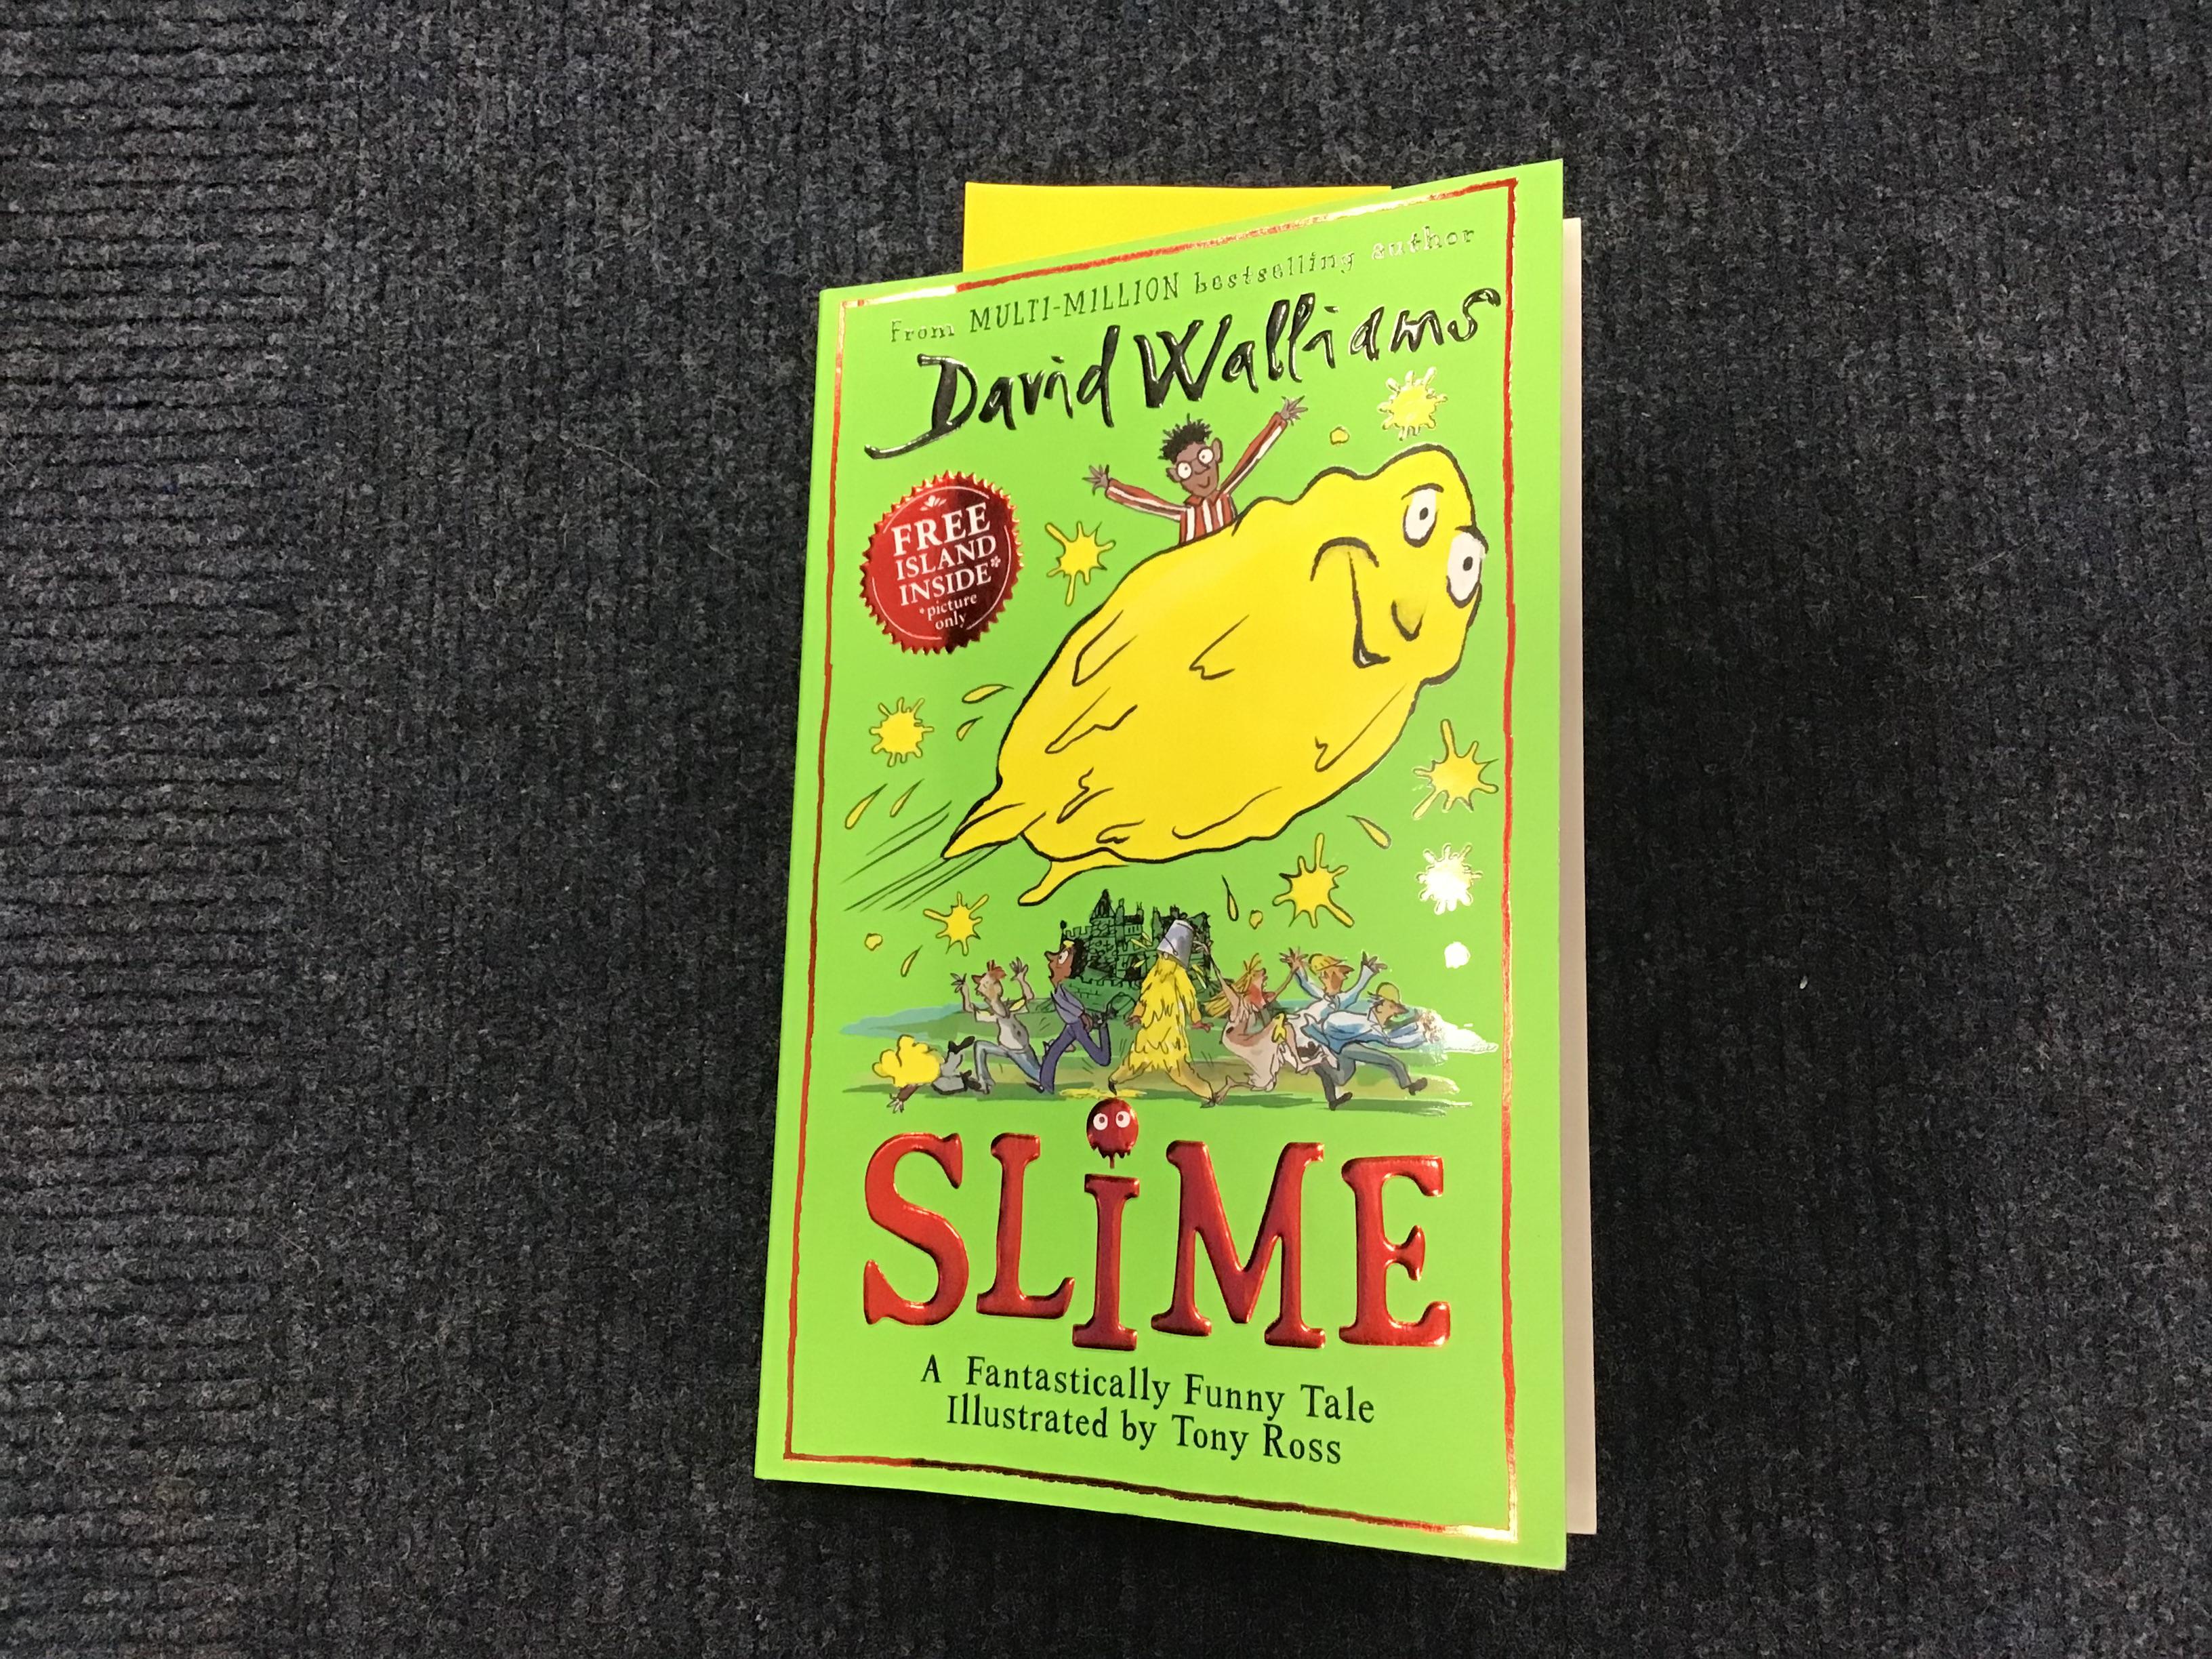 From MULTI-MILLION bestselling author
David Walliams
FREE
ISLAND
INSIDE*
*picture
only
SLiME
A Fantastically Funny Tale
Illustrated by Tony Ross